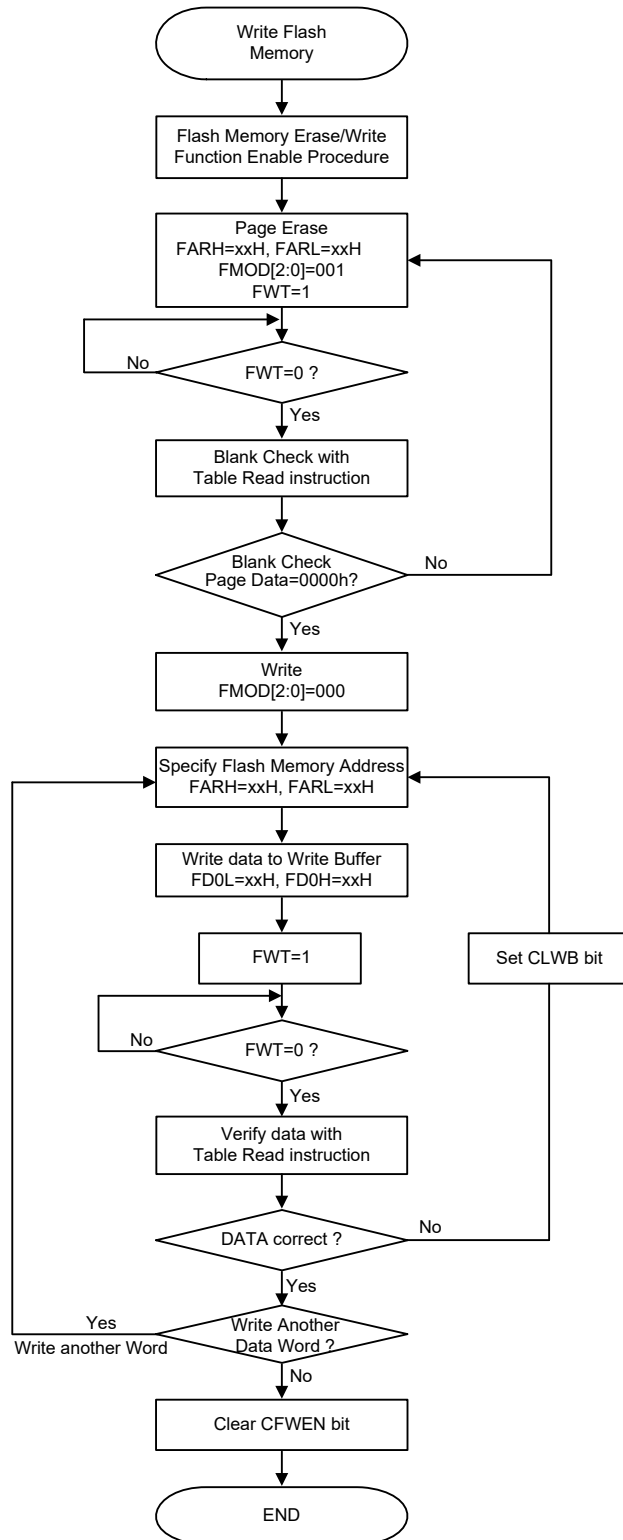 Write Flash
Memory
Flash Memory Erase/Write
Function Enable Procedure
Page Erase
FARH=xxH, FARL=xxH
FMOD[2:0]=001
FWT=1
No
FWT=0 ?
Yes
Blank Check with
Table Read instruction
Blank Check
Page Data=0000h?
No
Yes
Write
FMOD[2:0]=000
Specify Flash Memory Address
FARH=xxH, FARL=xxH
Write data to Write Buffer
FD0L=xxH, FD0H=xxH
FWT=1
Set CLWB bit
No
FWT=0 ?
Yes
Verify data with
Table Read instruction
DATA correct ?
No
Yes
Yes
Write another Word
Write Another
Data Word ?
No
Clear CFWEN bit
END